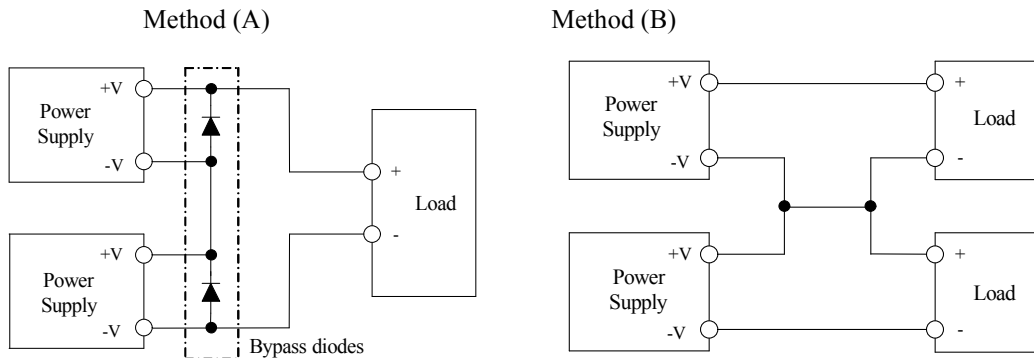 Method (A)
Power
Supply
+V
-V
+
-
Load
Power
Supply
+V
-V
Bypass diodes
Method (B)
Power
Supply
+V
-V
+
-
Load
Power
Supply
+V
-V
+
-
Load